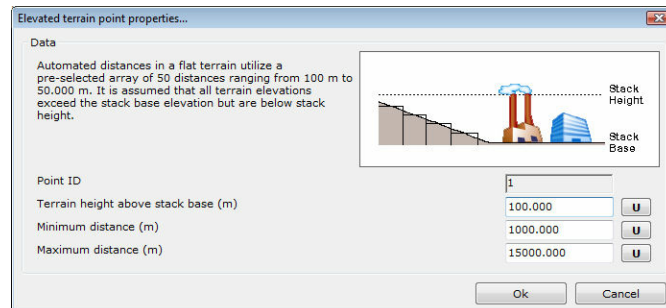 Elevated terrain point properties...
Data
Automated distances in a flat terrain utilize a
pre-selected array of 50 distances ranging from 100 m to
50.000 m. It is assumed that all terrain elevations
exceed the stack base elevation but are below stack
height.
Stack
Height
Stack
Base
Point ID
1
Terrain height above stack base (m)
100.000
U
Minimum distance (m)
1000.000
U
Maximum distance (m)
15000.000
U
Ok
Cancel